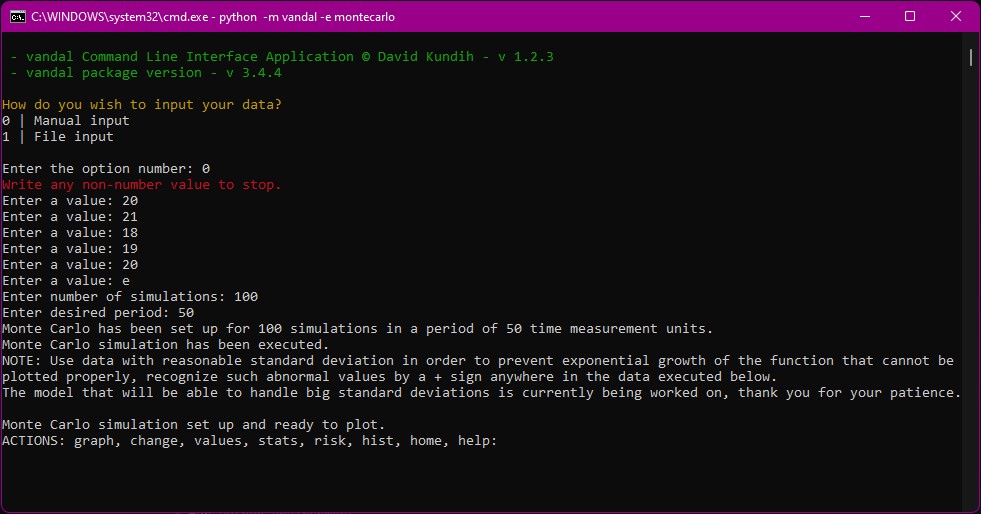 C:\WINDOWS\system32\cmd.exe - python  -m vandal -e montecarlo
- vandal Command Line Interface Application © David Kundih - v 1.2.3
- vandal package version - v 3.4.4
How do you wish to input your data?
0 | Manual input
1 | File input
Enter the option number: 0
Write any non-number value to stop.
Enter a value: 20
Enter a value: 21
Enter a value: 18
Enter a value: 19
Enter a value: 20
Enter a value: e
Enter number of simulations: 100
Enter desired period: 50
Monte Carlo has been set up for 100 simulations in a period of 50 time measurement units.
Monte Carlo simulation has been executed.
NOTE: Use data with reasonable standard deviation in order to prevent exponential growth of the function that cannot be
plotted properly, recognize such abnormal values by a + sign anywhere in the data executed below.
The model that will be able to handle big standard deviations is currently being worked on, thank you for your patience.
Monte Carlo simulation set up and ready to plot.
ACTIONS: graph, change, values, stats, risk, hist, home, help: